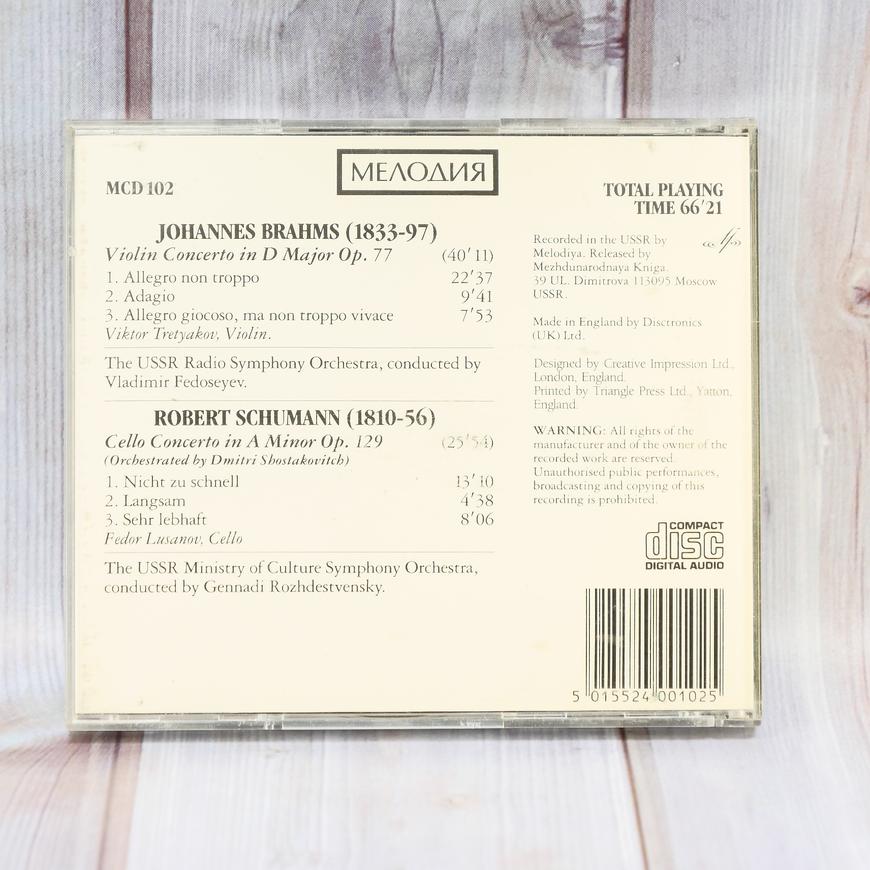 МЕЛОДИЯ
MCD 102
JOHANNES BRAHMS (1833-97)
Violin Concerto in D Major Op. 77 (40'11)
1. Allegro non troppo 22'37
2. Adagio 9'41
3. Allegro giocoso, ma non troppo vivace 7'53
Viktor Tretyakov, Violin.
The USSR Radio Symphony Orchestra, conducted by
Vladimir Fedoseyev.
ROBERT SCHUMANN (1810-56)
Cello Concerto in A Minor Op. 129 (25'54)
(Orchestrated by Dmitri Shostakovitch)
1. Nicht zu schnell 13'10
2. Langsam 4'38
3. Sehr lebhaft 8'06
Fedor Lusanov, Cello
The USSR Ministry of Culture Symphony Orchestra,
conducted by Gennadi Rozhdestvensky.
TOTAL PLAYING
TIME 66'21
Recorded in the USSR by
Melodiya. Released by
Mezhdunarodnaya Kniga.
39 UL. Dimitrova 113095 Moscow
USSR.
Made in England by Disctronics
(UK) Ltd.
Designed by Creative Impression Ltd.,
London, England.
Printed by Triangle Press Ltd., Yatton,
England.
WARNING: All rights of the
manufacturer and of the owner of the
recorded work are reserved.
Unauthorised public performances,
broadcasting and copying of this
recording is prohibited.
COMPACT
disc
DIGITAL AUDIO
5 015524 001025